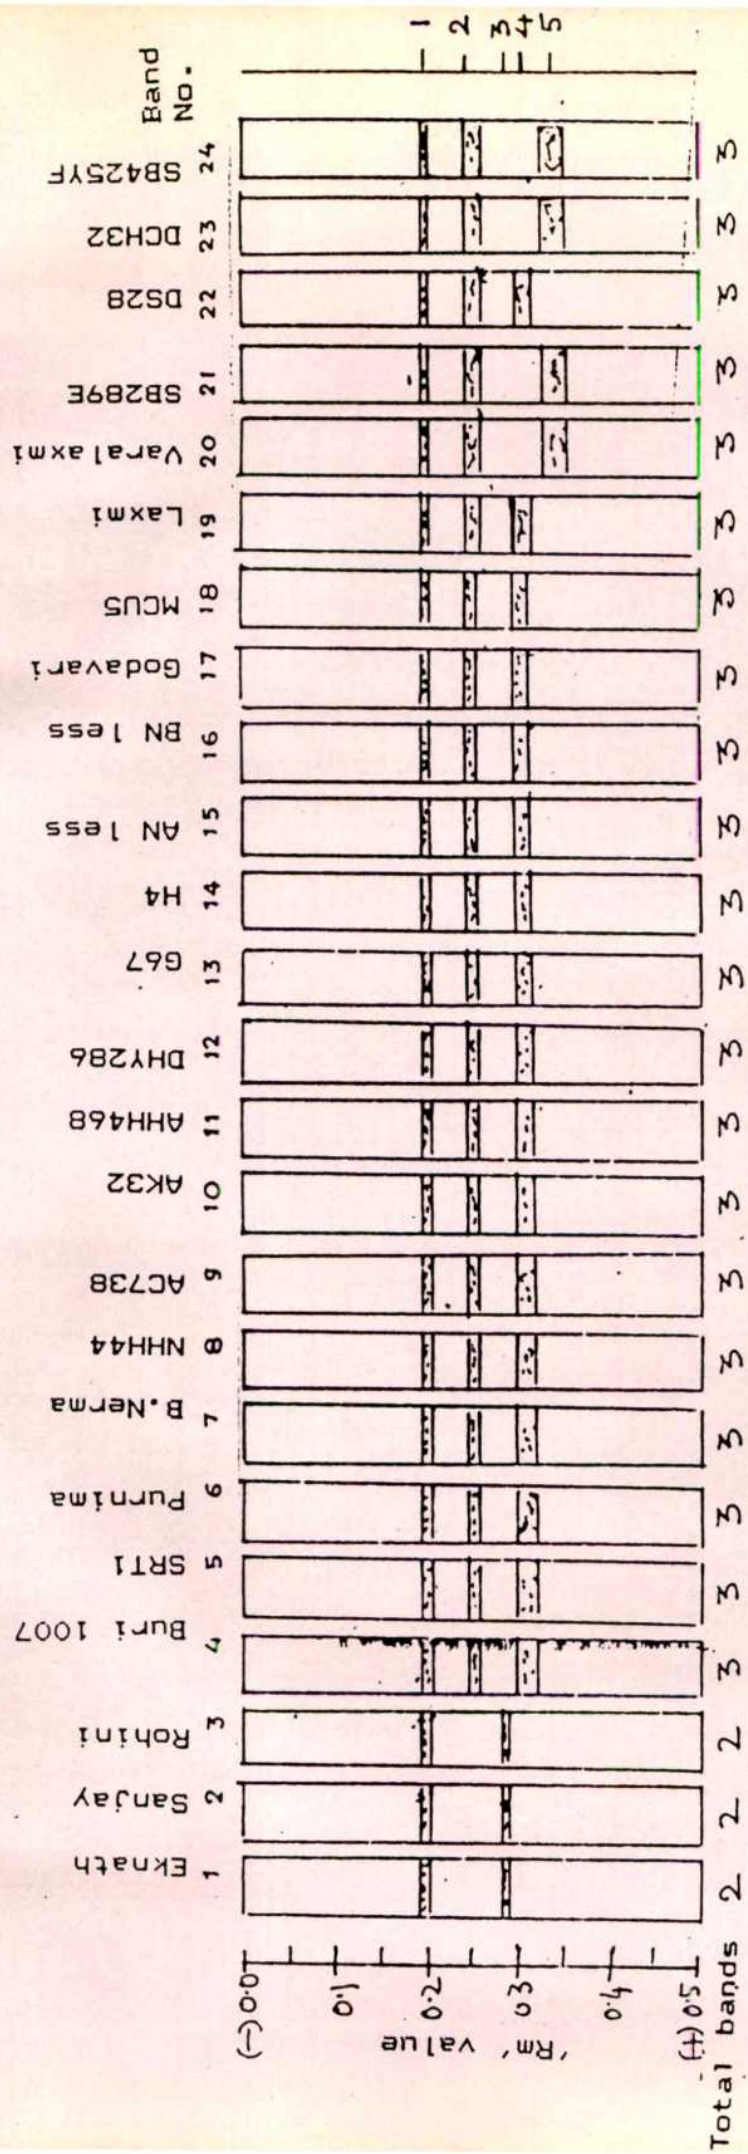 Eknath
Sanjay
Rohini
Buri 1007
SRT1
Purnima
B.Nerma
NHH44
AC738
AK32
AHH468
DHY286
G67
H4
AN less
BN less
Godavari
MCU5
Laxmi
Varalaxmi
SB289E
DS28
DCH32
SB425YF
1 2 3 4 5 6 7 8 9 10 11 12 13 14 15 16 17 18 19 20 21 22 23 24
Band
No.
1
2
3
4
5
'Rm' value
(-) 0.0
0.1
0.2
0.3
0.4
(+) 0.5
Total bands 2 2 2 3 3 3 3 3 3 3 3 3 3 3 3 3 3 3 3 3 3 3 3 3